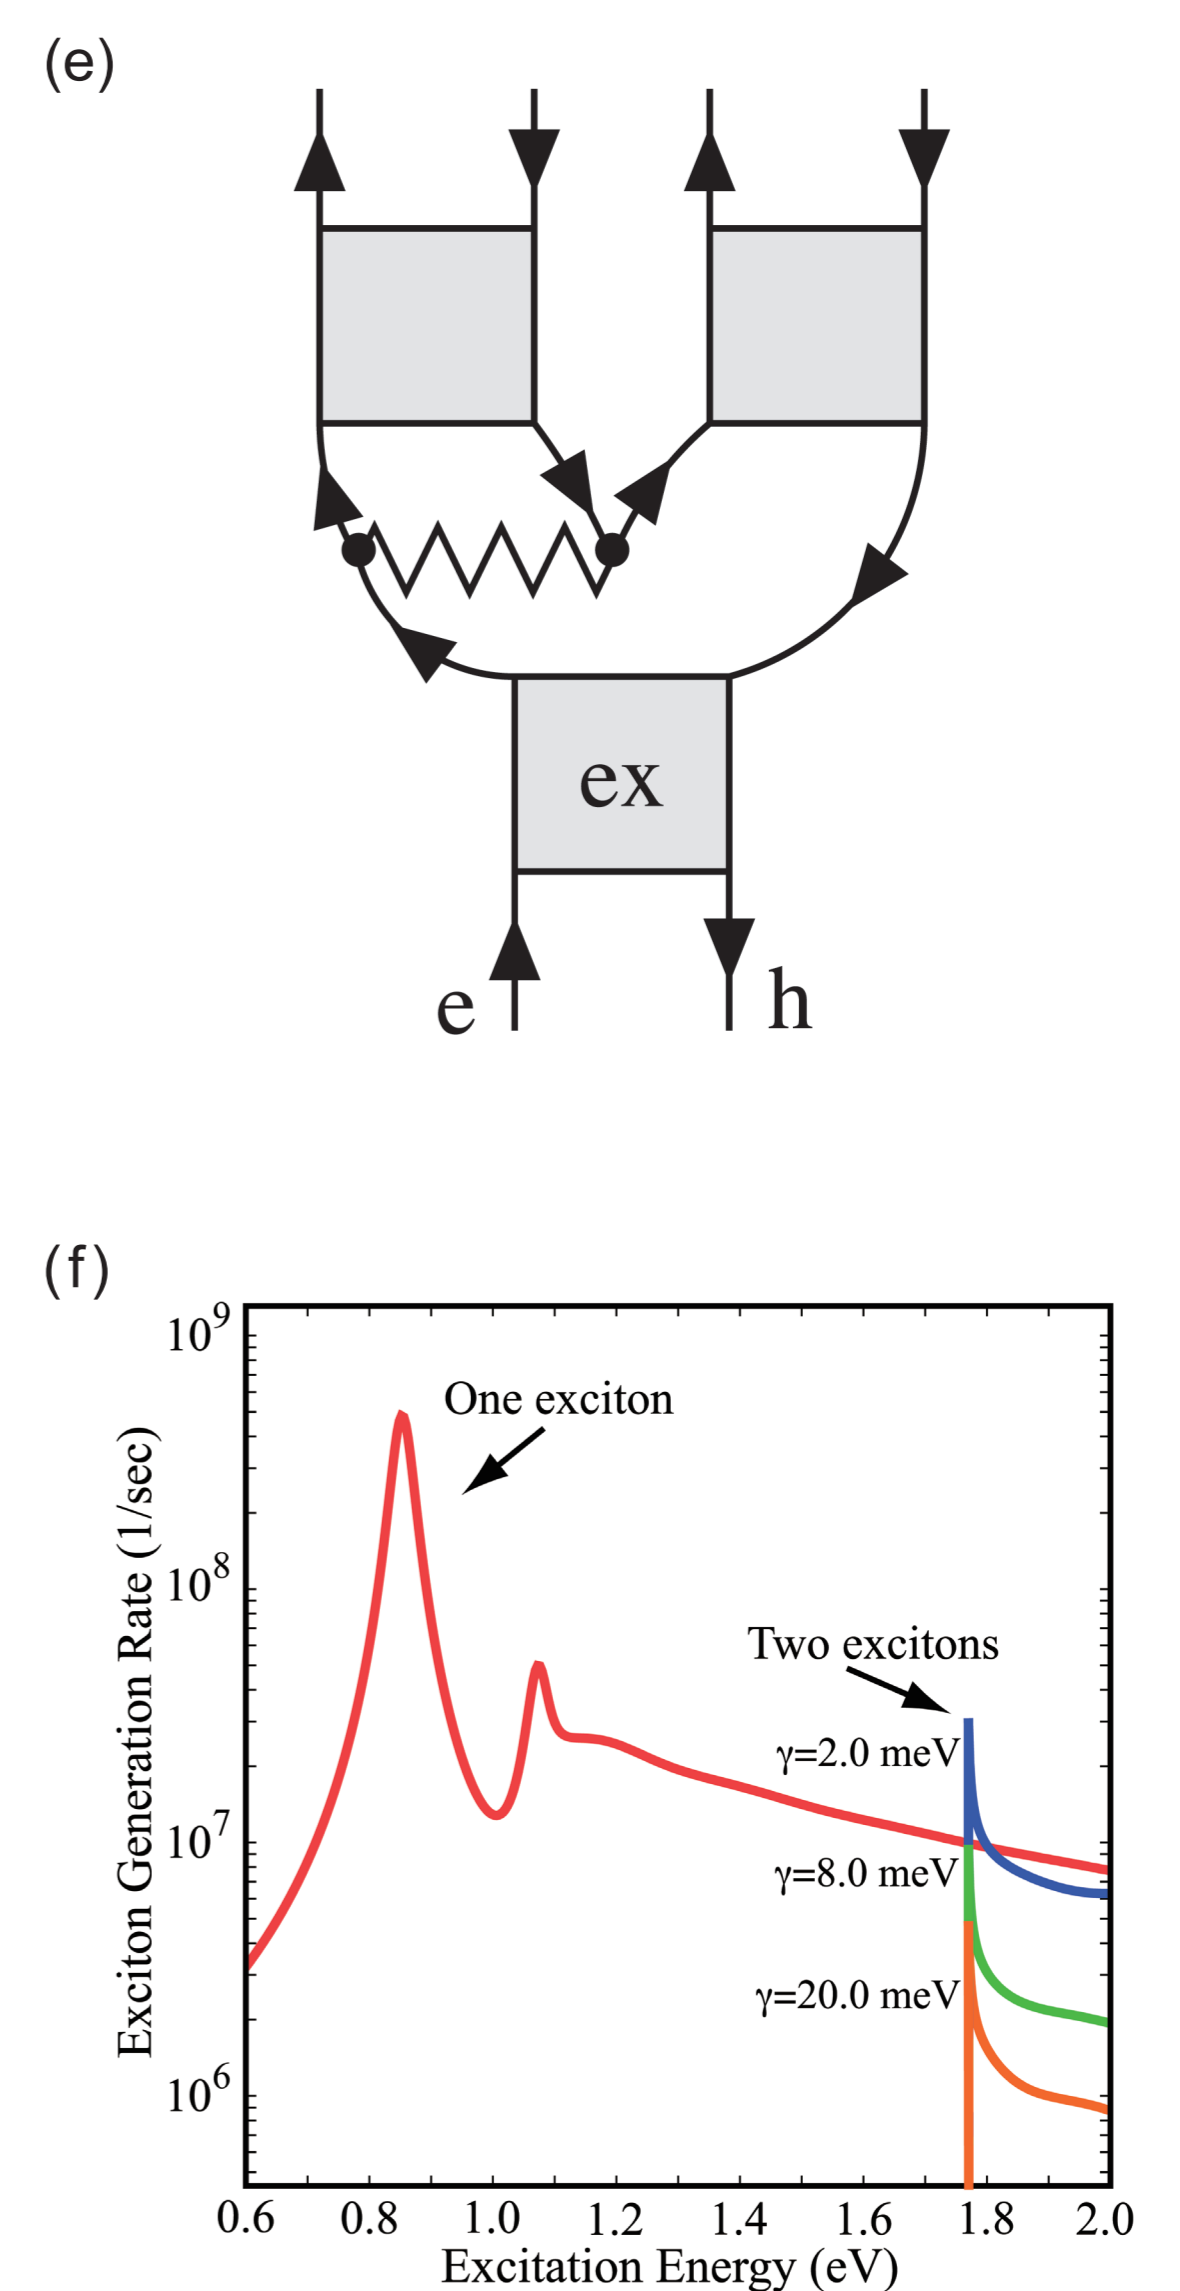 (e)
ex
e
h
(f)
10⁹
One exciton
Exciton Generation Rate (1/sec)
10⁸
Two excitons
γ=2.0 meV
10⁷
γ=8.0 meV
γ=20.0 meV
10⁶
0.6 0.8 1.0 1.2 1.4 1.6 1.8 2.0
Excitation Energy (eV)